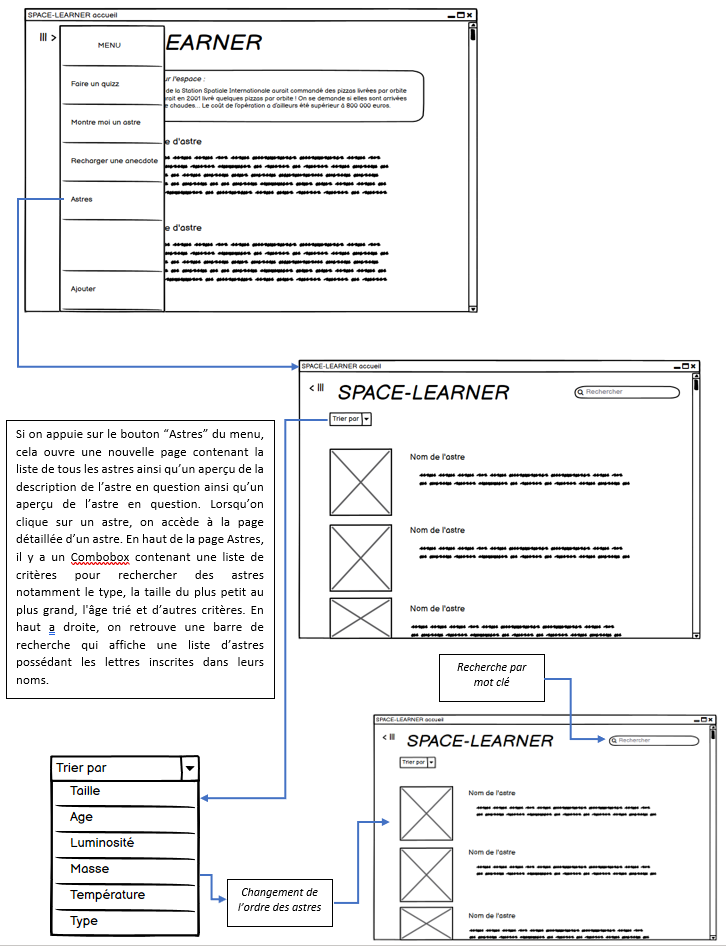 SPACE-LEARNER accueil
MENU
EARNER
Faire un quizz
ur l'espace :
de la Station Spatiale Internationale aurait commandé des pizzas livrées par orbite
rait en 2001 livré quelques pizzas par orbite ! On se demande si elles sont arrivées
e chaudes... Le coût de l'opération a d'ailleurs été supérieur à 800 000 euros.
Montre moi un astre
e d'astre
Recharger une anecdote
Astres
e d'astre
Ajouter
SPACE-LEARNER accueil
SPACE-LEARNER
Rechercher
Trier par
Nom de l'astre
Nom de l'astre
Nom de l'astre
Si on appuie sur le bouton “Astres” du menu,
cela ouvre une nouvelle page contenant la
liste de tous les astres ainsi qu’un aperçu de la
description de l’astre en question ainsi qu’un
aperçu de l’astre en question. Lorsqu’on
clique sur un astre, on accède à la page
détaillée d’un astre. En haut de la page Astres,
il y a un Combobox contenant une liste de
critères pour rechercher des astres
notamment le type, la taille du plus petit au
plus grand, l'âge trié et d’autres critères. En
haut a droite, on retrouve une barre de
recherche qui affiche une liste d’astres
possédant les lettres inscrites dans leurs
noms.
Recherche par
mot clé
SPACE-LEARNER accueil
SPACE-LEARNER
Rechercher
Trier par
Nom de l'astre
Nom de l'astre
Nom de l'astre
Trier par
Taille
Age
Luminosité
Masse
Température
Type
Changement de
l’ordre des astres